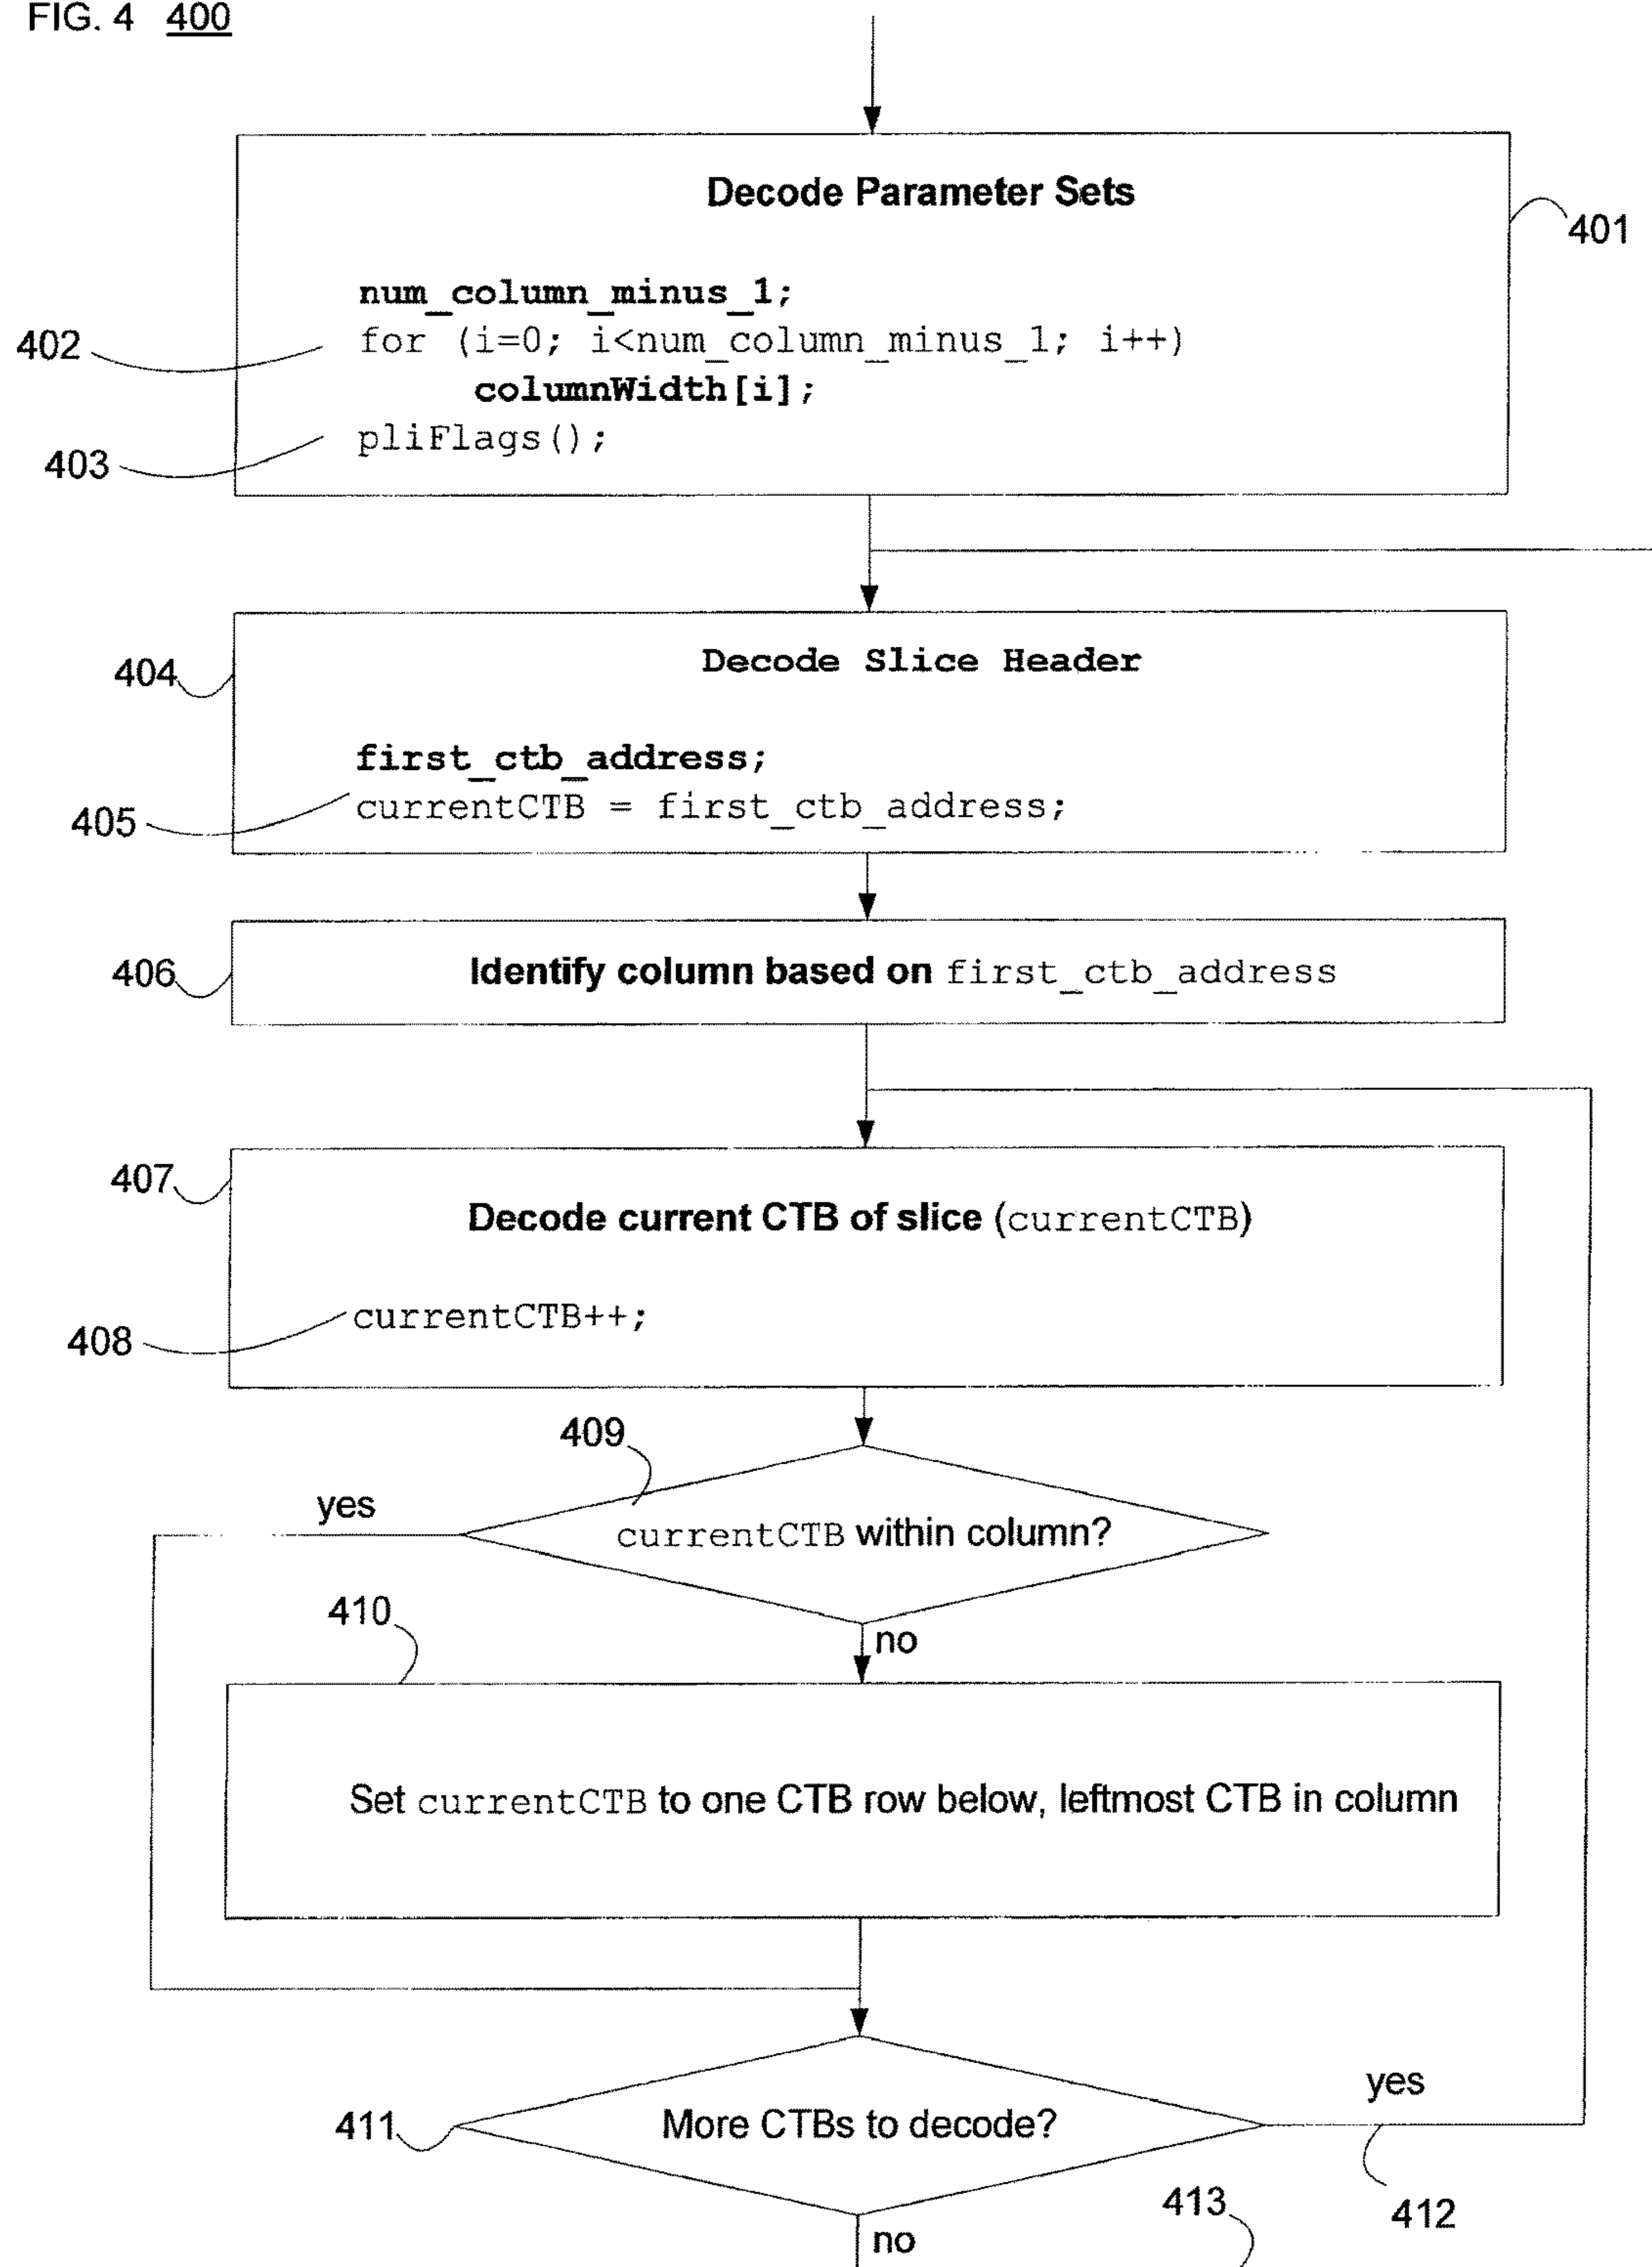 FIG. 4 400
Decode Parameter Sets
401
num_column_minus_1;
402 for (i=0; i<num_column_minus_1; i++)
columnWidth[i];
403 pliFlags();
404 Decode Slice Header
first_ctb_address;
405 currentCTB = first_ctb_address;
406 Identify column based on first_ctb_address
407 Decode current CTB of slice (currentCTB)
408 currentCTB++;
409
yes
currentCTB within column?
410
no
Set currentCTB to one CTB row below, leftmost CTB in column
yes
411 More CTBs to decode?
412
413
no